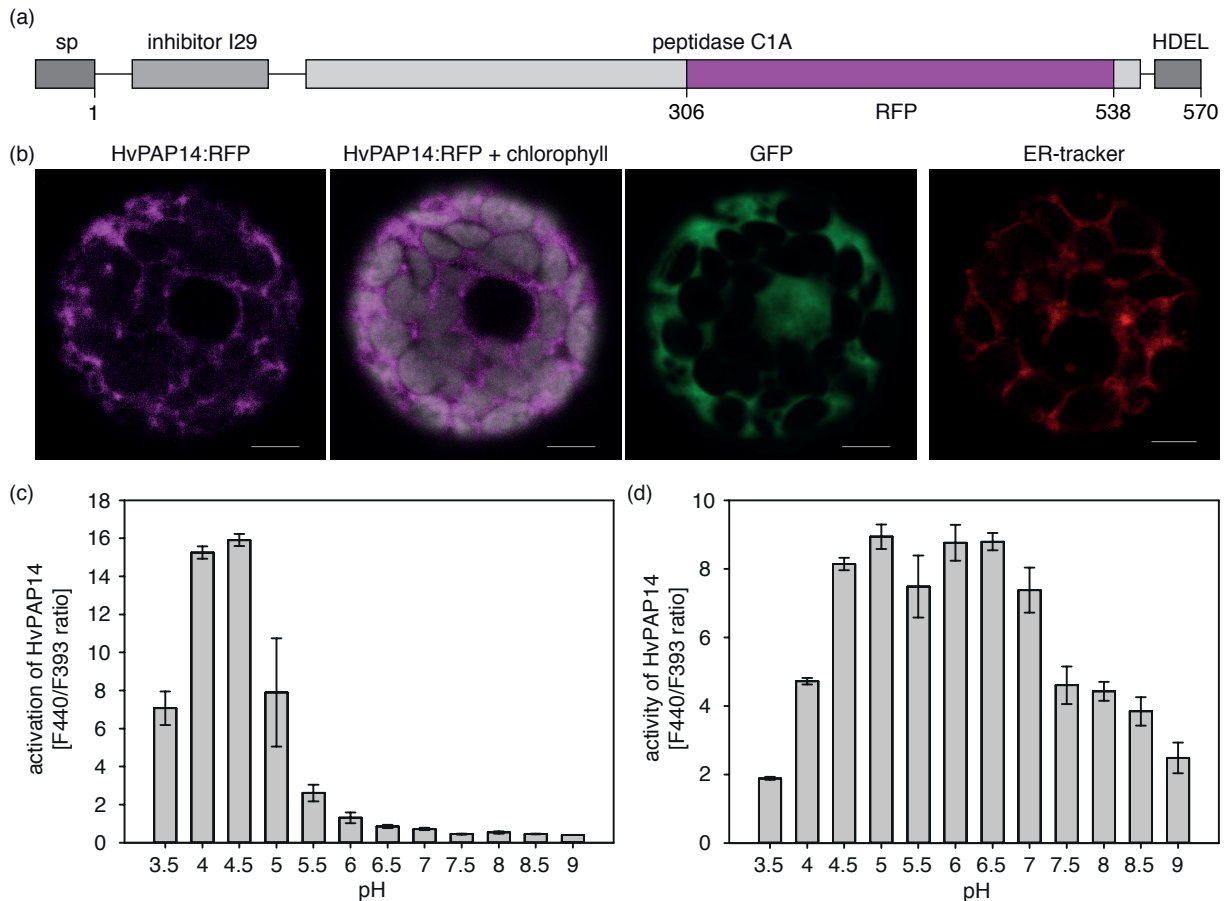 (a)
sp inhibitor I29 peptidase C1A HDEL
1 306 RFP 538 570
(b) HvPAP14:RFP HvPAP14:RFP + chlorophyll GFP ER-tracker
(c)
activation of HvPAP14
[F440/F393 ratio]
18
16
14
12
10
8
6
4
2
0
3.5 4 4.5 5 5.5 6 6.5 7 7.5 8 8.5 9
pH
(d)
activity of HvPAP14
[F440/F393 ratio]
10
8
6
4
2
0
3.5 4 4.5 5 5.5 6 6.5 7 7.5 8 8.5 9
pH